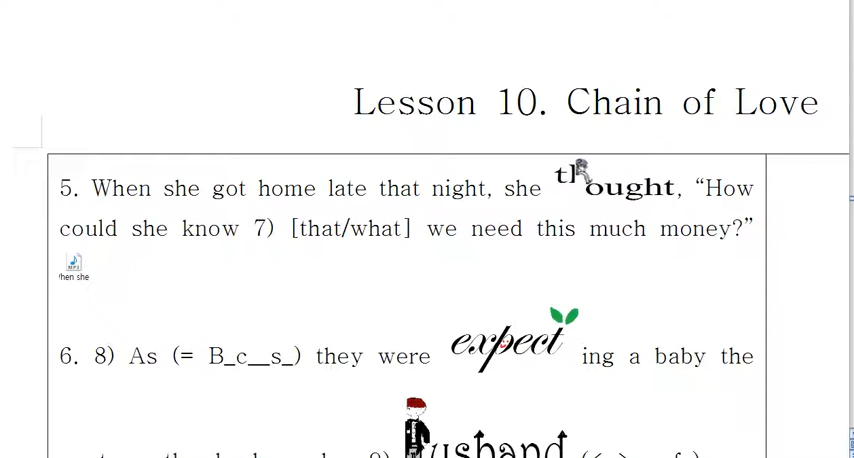 Lesson 10. Chain of Love
5. When she got home late that night, she thought, “How
could she know 7) [that/what] we need this much money?”
MP3
hen she
6. 8) As (= B_c__s_) they were expecting a baby the
Husband